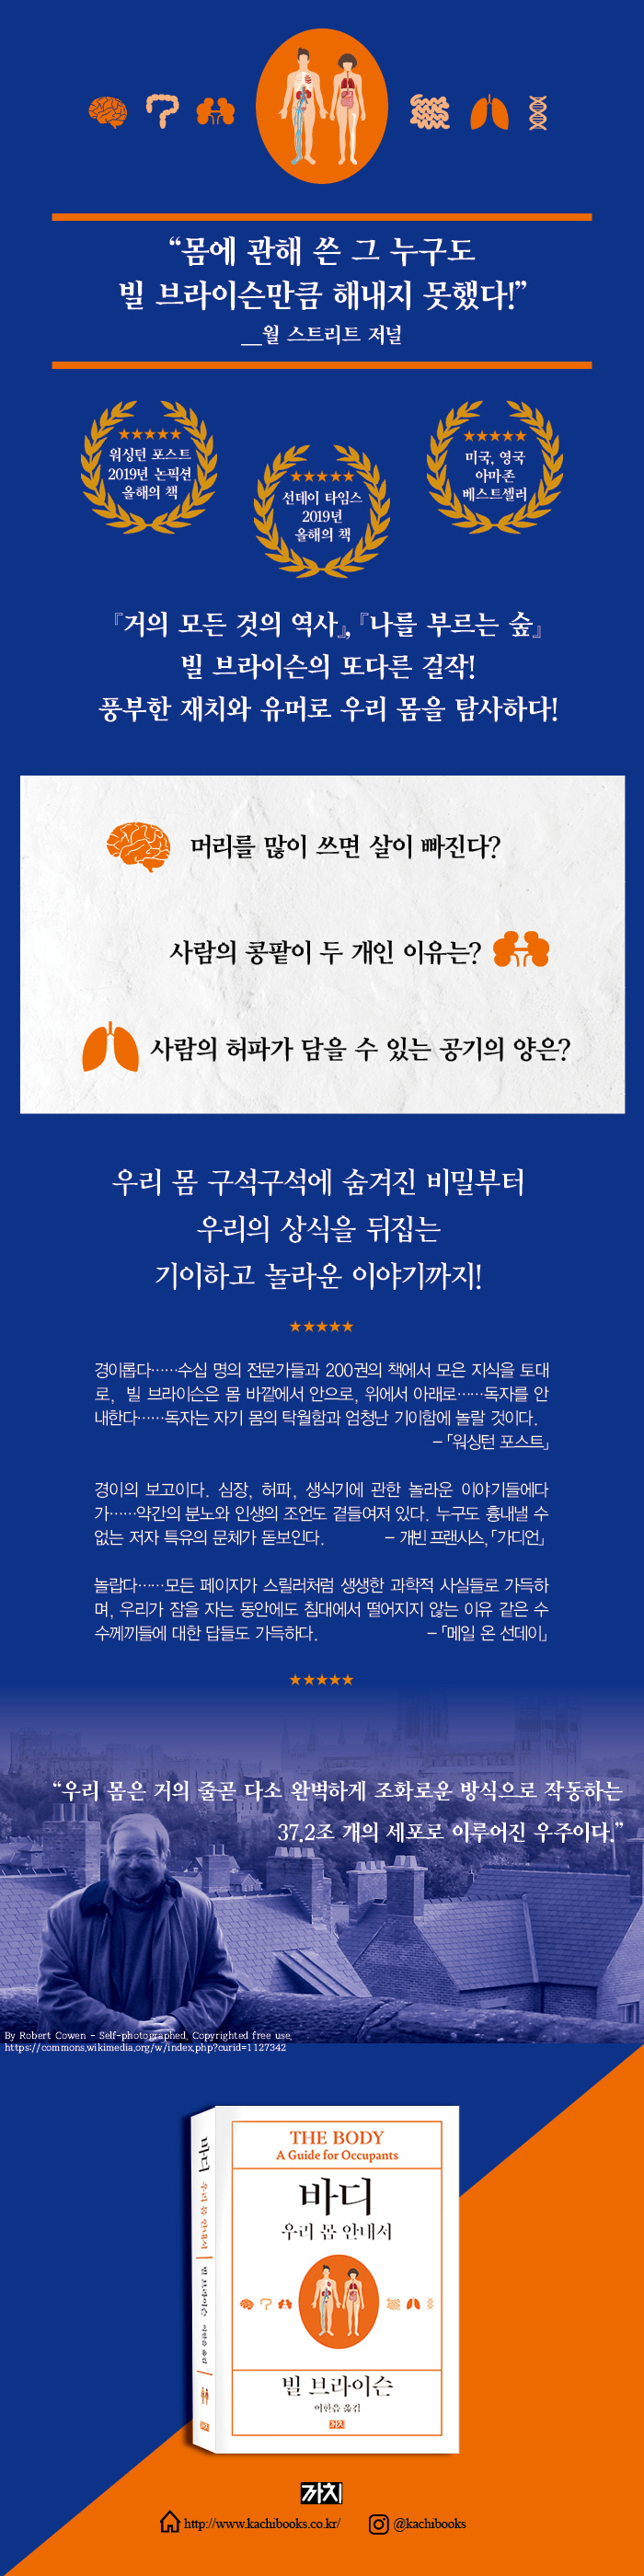 “몸에 관해 쓴 그 누구도
빌 브라이슨만큼 해내지 못했다!”
__월 스트리트 저널
★★★★★
워싱턴 포스트
2019년 논픽션
올해의 책
★★★★★
선데이 타임스
2019년
올해의 책
★★★★★
미국, 영국
아마존
베스트셀러
『거의 모든 것의 역사』, 『나를 부르는 숲』
빌 브라이슨의 또다른 걸작!
풍부한 재치와 유머로 우리 몸을 탐사하다!
머리를 많이 쓰면 살이 빠진다?
사람의 콩팥이 두 개인 이유는?
사람의 허파가 담을 수 있는 공기의 양은?
우리 몸 구석구석에 숨겨진 비밀부터
우리의 상식을 뒤집는
기이하고 놀라운 이야기까지!
★★★★★
경이롭다……수십 명의 전문가들과 200권의 책에서 모은 지식을 토대
로, 빌 브라이슨은 몸 바깥에서 안으로, 위에서 아래로……독자를 안
내한다……독자는 자기 몸의 탁월함과 엄청난 기이함에 놀랄 것이다.
– 「워싱턴 포스트」
경이의 보고이다. 심장, 허파, 생식기에 관한 놀라운 이야기들에다
가……약간의 분노와 인생의 조언도 곁들여져 있다. 누구도 흉내낼 수
없는 저자 특유의 문체가 돋보인다. – 개빈 프랜시스, 「가디언」
놀랍다……모든 페이지가 스릴러처럼 생생한 과학적 사실들로 가득하
며, 우리가 잠을 자는 동안에도 침대에서 떨어지지 않는 이유 같은 수
수께끼들에 대한 답들도 가득하다. – 「메일 온 선데이」
★★★★★
“우리 몸은 거의 줄곧 다소 완벽하게 조화로운 방식으로 작동하는
37.2조 개의 세포로 이루어진 우주이다.”
By Robert Cowen - Self-photographed, Copyrighted free use,
https://commons.wikimedia.org/w/index.php?curid=1127342
바디 우리 몸 안내서 빌 브라이슨 이한음 옮김 까치
THE BODY
A Guide for Occupants
바디
우리 몸 안내서
빌 브라이슨
이한음 옮김
까치
까치
http://www.kachibooks.co.kr/
@kachibooks